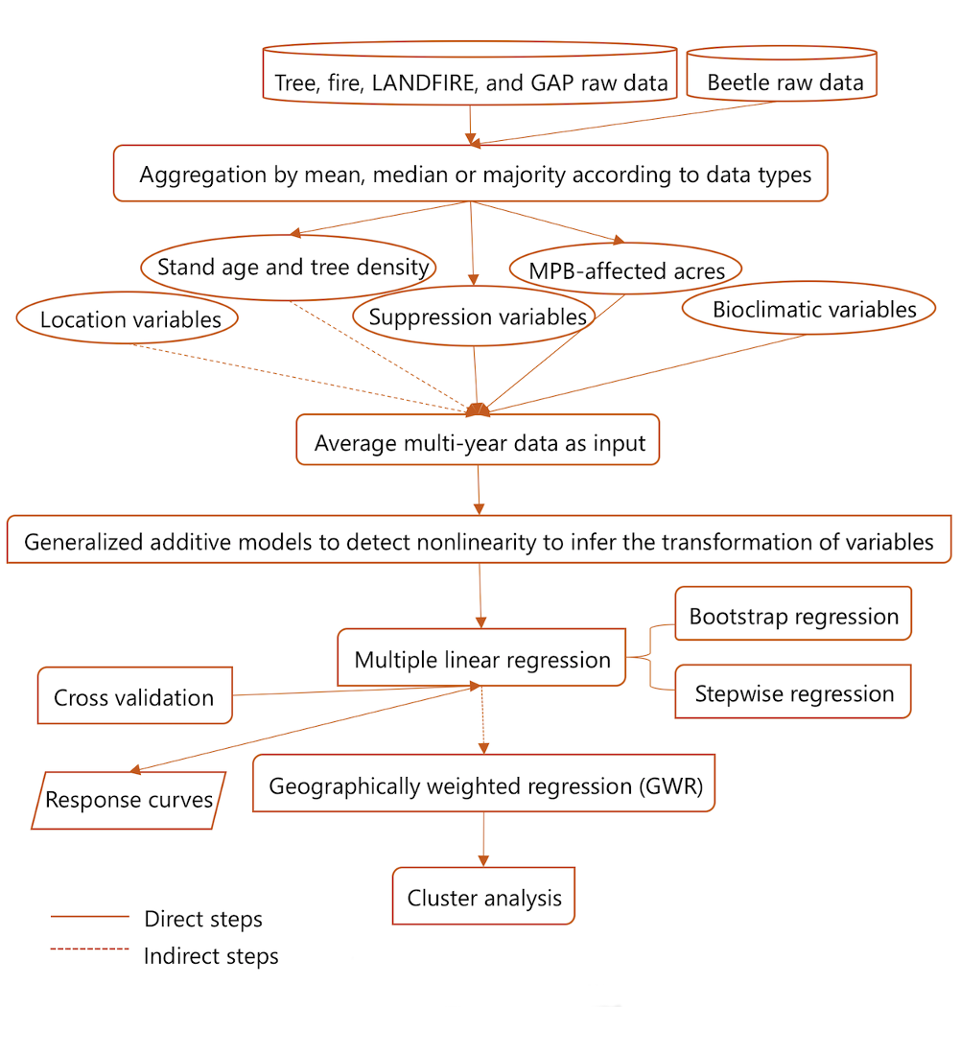 Tree, fire, LANDFIRE, and GAP raw data
Beetle raw data
Aggregation by mean, median or majority according to data types
Stand age and tree density
MPB-affected acres
Location variables
Suppression variables
Bioclimatic variables
Average multi-year data as input
Generalized additive models to detect nonlinearity to infer the transformation of variables
Bootstrap regression
Multiple linear regression
Cross validation
Stepwise regression
Response curves
Geographically weighted regression (GWR)
Cluster analysis
Direct steps
Indirect steps